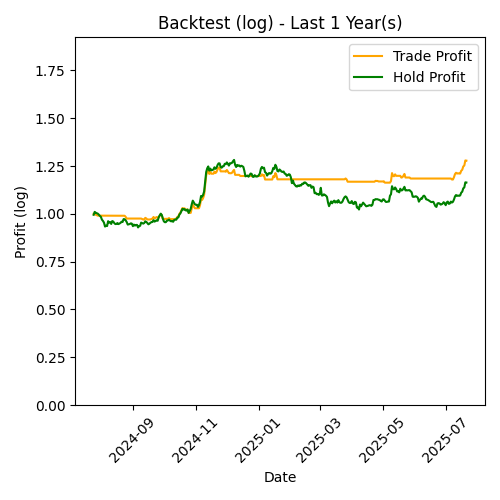 Backtest (log) - Last 1 Year(s)
Trade Profit
Hold Profit
Profit (log)
1.75
1.50
1.25
1.00
0.75
0.50
0.25
0.00
2024-09
2024-11
2025-01
2025-03
2025-05
2025-07
Date